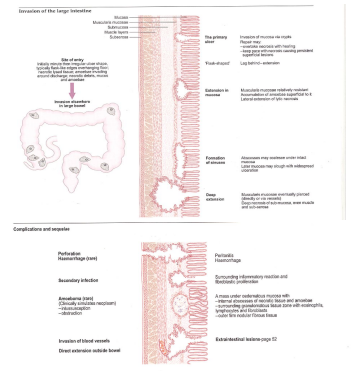 Invasion of the large intestine
Mucosa
Muscularis mucosae
Submucosa
Muscle layers
Subserosa
Site of entry
Initially minute then irregular ulcer shape,
typically flask-like edges overhanging floor:
necrotic bowel tissue, amoebae invading
around discharge: necrotic debris, mucus
and amoebae
Invasion elsewhere
in large bowel
The primary
ulcer
'Flask-shaped'
Invasion of mucosa via crypts
Repair may:
–overtake necrosis with healing
–keep pace with necrosis causing persistent
superficial lesions
Lag behind– extension
Extension in
mucosa
Muscularis mucosae relatively resistant
Accumulation of amoebae superficial to it
Lateral extension of lytic necrosis
Formation
of sinuses
Abscesses may coalesce under intact
mucosa
Later mucosa may slough with widespread
ulceration
Deep
extension
Muscularis mucosae eventually pierced
(directly or via vessels)
Deep necrosis of submucosa, even muscle
and sub-serosa
Complications and sequelae
Perforation
Haemorrhage (rare)
Peritonitis
Haemorrhage
Secondary infection
Surrounding inflammatory reaction and
fibroblastic proliferation
Amoeboma (rare)
(Clinically simulates neoplasm)
–intussusception
–obstruction
A mass under oedematous mucosa with
–internal abscesses of necrotic tissue and amoebae
–surrounding granulomatous tissue zone with eosinophils,
lymphocytes and fibroblasts
–outer firm nodular fibrous tissue
Invasion of blood vessels
Extraintestinal lesions-page 52
Direct extension outside bowel